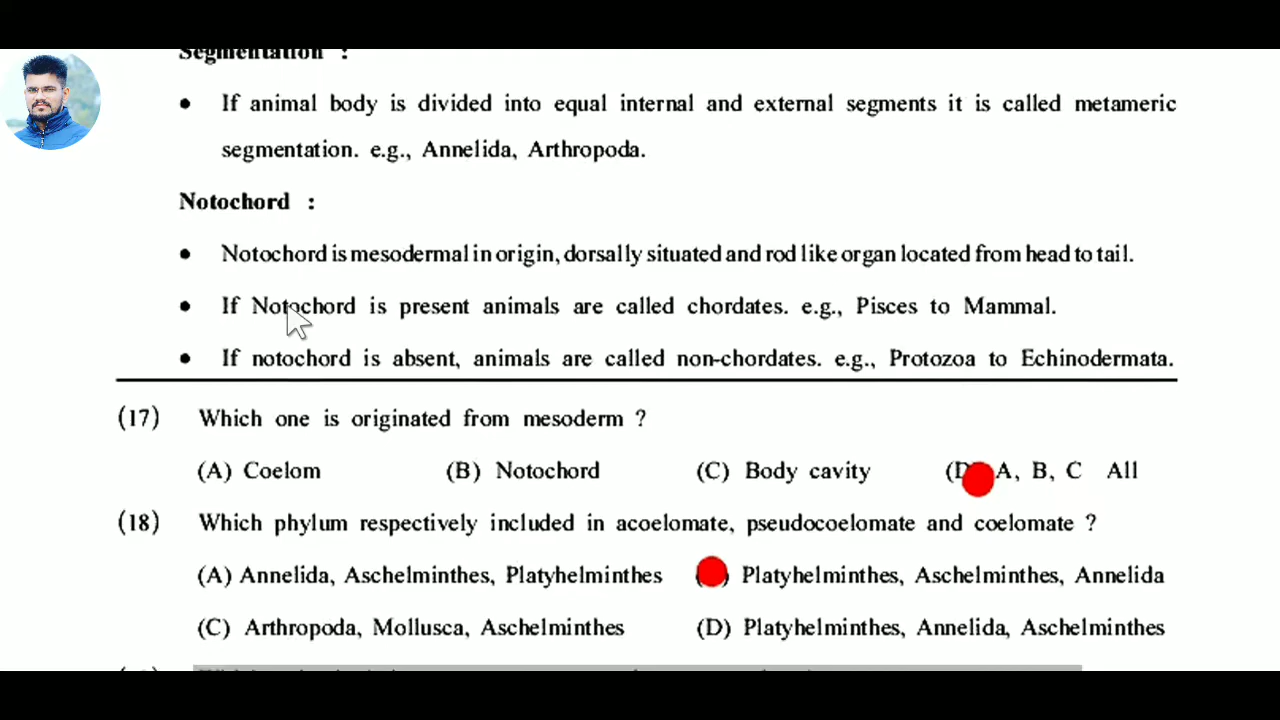 Segmentation :
• If animal body is divided into equal internal and external segments it is called metameric
segmentation. e.g., Annelida, Arthropoda.
Notochord :
• Notochord is mesodermal in origin, dorsally situated and rod like organ located from head to tail.
• If Notochord is present animals are called chordates. e.g., Pisces to Mammal.
• If notochord is absent, animals are called non-chordates. e.g., Protozoa to Echinodermata.
(17) Which one is originated from mesoderm ?
(A) Coelom (B) Notochord (C) Body cavity (D) A, B, C All
(18) Which phylum respectively included in acoelomate, pseudocoelomate and coelomate ?
(A) Annelida, Aschelminthes, Platyhelminthes Platyhelminthes, Aschelminthes, Annelida
(C) Arthropoda, Mollusca, Aschelminthes (D) Platyhelminthes, Annelida, Aschelminthes